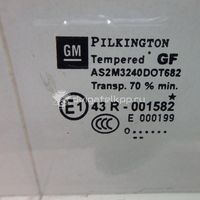 GM PILKINGTON
Tempered GF
AS2M3240DOT682
Transp. 70 % min.
E1 43 R - 001582
CCC E 000199